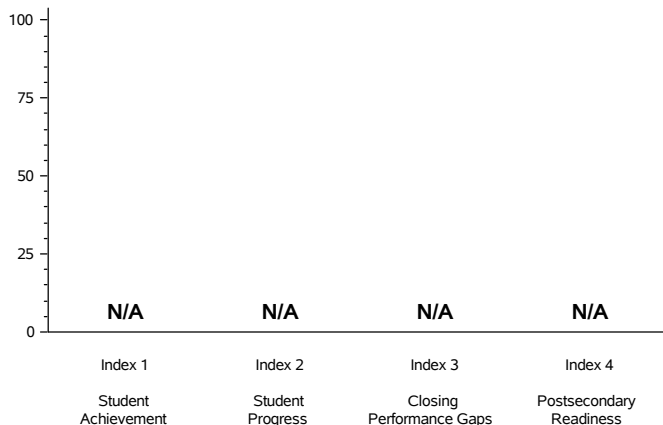 100
75
50
25
0
N/A N/A N/A N/A
Index 1 Index 2 Index 3 Index 4
Student Student Closing Postsecondary
Achievement Progress Performance Gaps Readiness